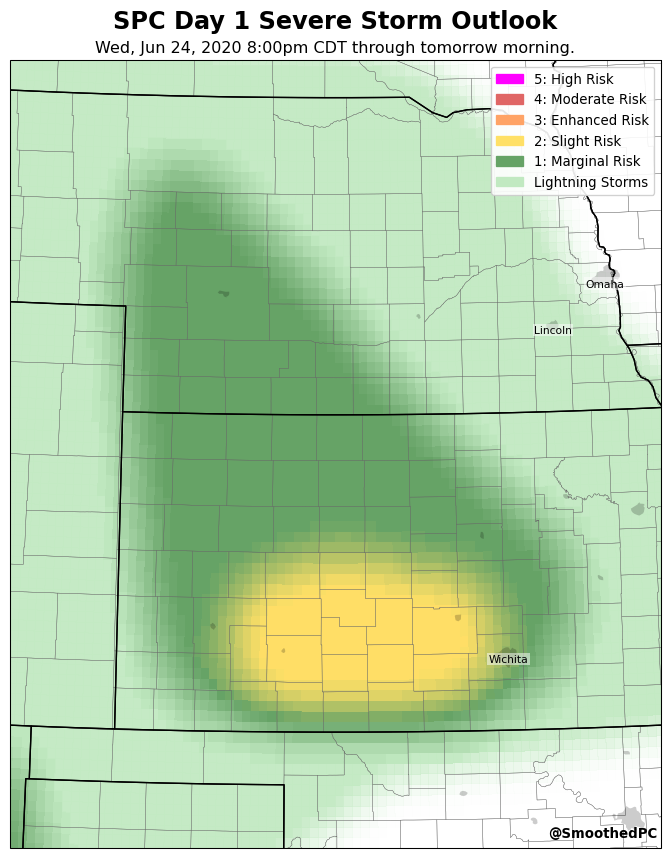 SPC Day 1 Severe Storm Outlook
Wed, Jun 24, 2020 8:00pm CDT through tomorrow morning.
5: High Risk
4: Moderate Risk
3: Enhanced Risk
2: Slight Risk
1: Marginal Risk
Lightning Storms
Omaha
Lincoln
Wichita
@SmoothedPC